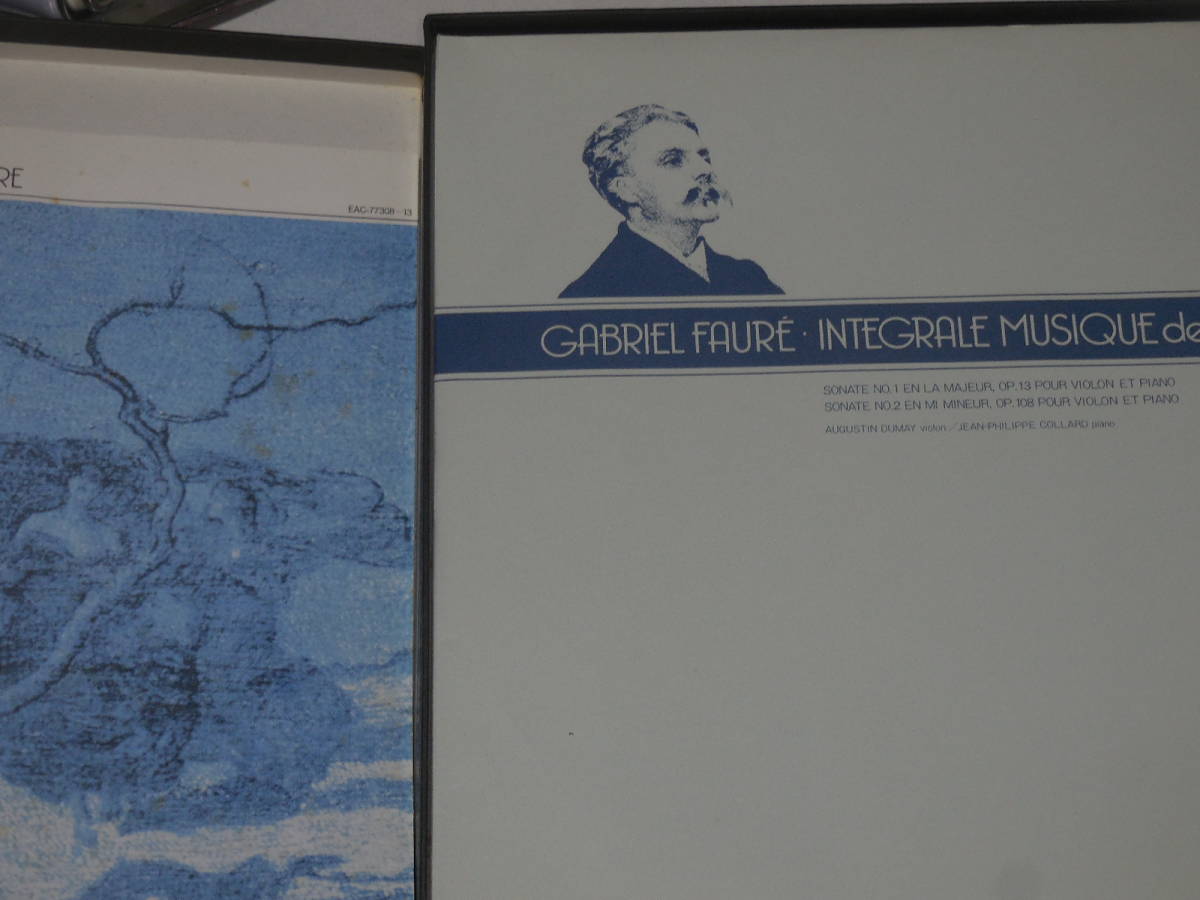 RE
EAC-77308-13
GABRIEL FAURÉ · INTEGRALE MUSIQUE de
SONATE NO.1 EN LA MAJEUR, OP.13 POUR VIOLON ET PIANO
SONATE NO.2 EN MI MINEUR, OP.108 POUR VIOLON ET PIANO
AUGUSTIN DUMAY violon／JEAN-PHILIPPE COLLARD piano